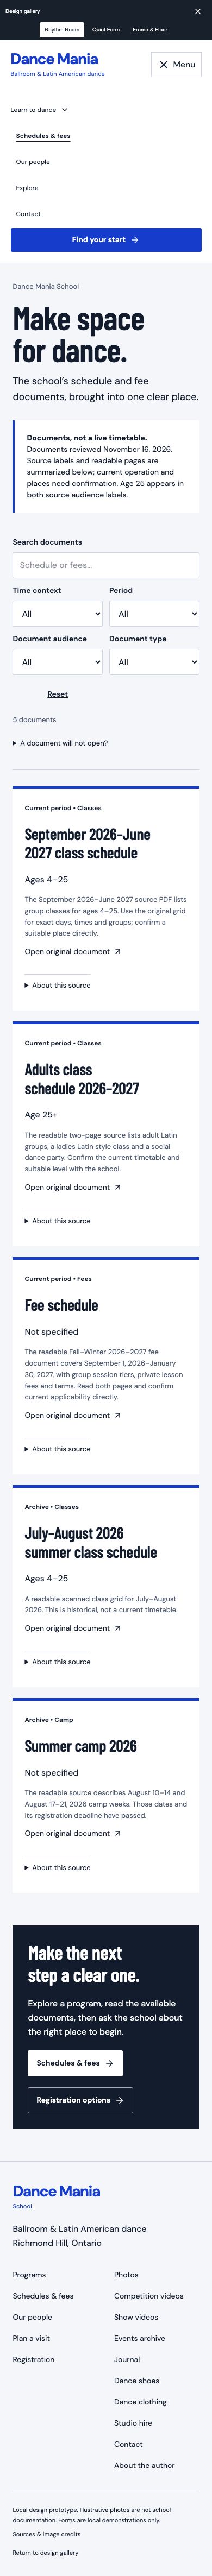 Design gallery
Rhythm Room Quiet Form Frame & Floor
Dance Mania
Ballroom & Latin American dance
Menu
Learn to dance
Schedules & fees
Our people
Explore
Contact
Find your start
Dance Mania School
Make space
for dance.
The school's schedule and fee
documents, brought into one clear place.
Documents, not a live timetable.
Documents reviewed November 16, 2026.
Source labels and readable pages are
summarized below; current operation and
places need confirmation. Age 25 appears in
both source audience labels.
Search documents
Schedule or fees...
Time context Period
All All
Document audience Document type
All All
Reset
5 documents
A document will not open?
Current period • Classes
September 2026–June
2027 class schedule
Ages 4–25
The September 2026–June 2027 source PDF lists
group classes for ages 4–25. Use the original grid
for exact days, times and groups; confirm a
suitable place directly.
Open original document
About this source
Current period • Classes
Adults class
schedule 2026–2027
Age 25+
The readable two-page source lists adult Latin
groups, a ladies Latin style class and a social
dance party. Confirm the current timetable and
suitable level with the school.
Open original document
About this source
Current period • Fees
Fee schedule
Not specified
The readable Fall–Winter 2026–2027 fee
document covers September 1, 2026–January
30, 2027, with group session tiers, private lesson
fees and terms. Read both pages and confirm
current applicability directly.
Open original document
About this source
Archive • Classes
July–August 2026
summer class schedule
Ages 4–25
A readable scanned class grid for July–August
2026. This is historical, not a current timetable.
Open original document
About this source
Archive • Camp
Summer camp 2026
Not specified
The readable source describes August 10–14 and
August 17–21, 2026 camp weeks. Those dates and
its registration deadline have passed.
Open original document
About this source
Make the next
step a clear one.
Explore a program, read the available
documents, then ask the school about
the right place to begin.
Schedules & fees
Registration options
Dance Mania
School
Ballroom & Latin American dance
Richmond Hill, Ontario
Programs
Schedules & fees
Our people
Plan a visit
Registration
Photos
Competition videos
Show videos
Events archive
Journal
Dance shoes
Dance clothing
Studio hire
Contact
About the author
Local design prototype. Illustrative photos are not school
documentation. Forms are local demonstrations only.
Sources & image credits
Return to design gallery